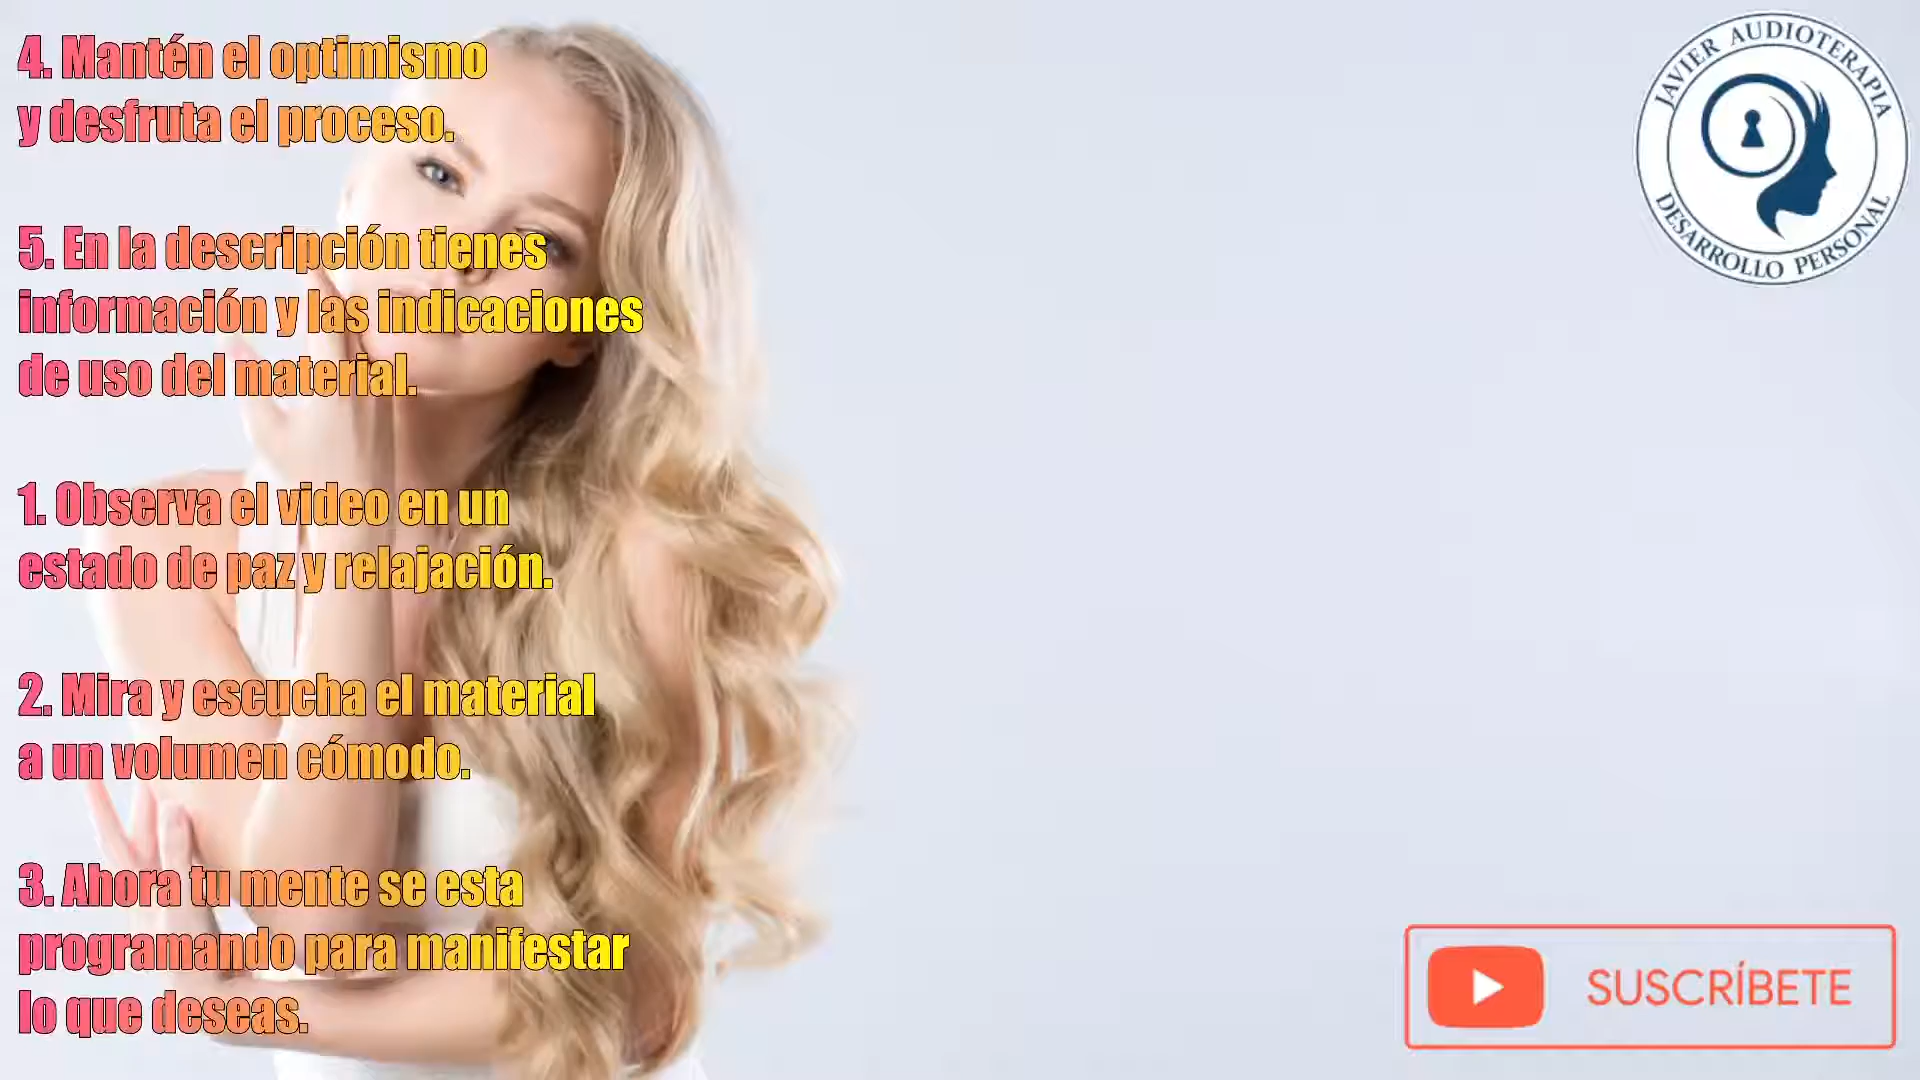 4. Mantén el optimismo
y desfruta el proceso.
5. En la descripción tienes
información y las indicaciones
de uso del material.
1. Observa el video en un
estado de paz y relajación.
2. Mira y escucha el material
a un volumen cómodo.
3. Ahora tu mente se esta
programando para manifestar
lo que deseas.
JAVIER AUDIOTERAPIA
DESARROLLO PERSONAL
SUSCRÍBETE